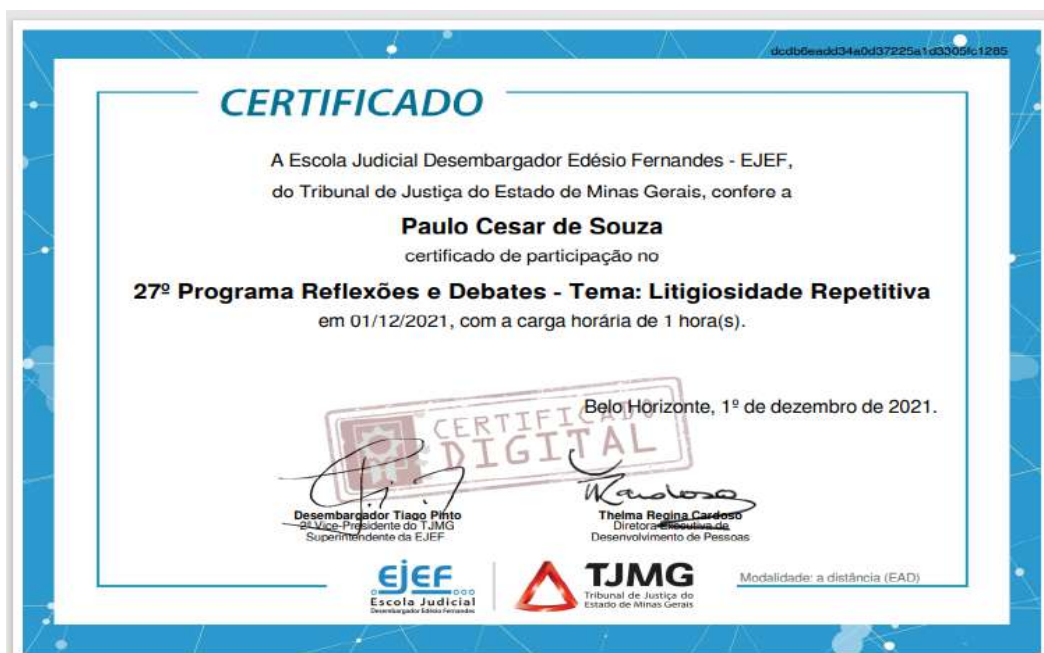 dcdb6eadd34a0d37225a1d3305fc1285
CERTIFICADO
A Escola Judicial Desembargador Edésio Fernandes - EJEF,
do Tribunal de Justiça do Estado de Minas Gerais, confere a
Paulo Cesar de Souza
certificado de participação no
27º Programa Reflexões e Debates - Tema: Litigiosidade Repetitiva
em 01/12/2021, com a carga horária de 1 hora(s).
Belo Horizonte, 1º de dezembro de 2021.
CERTIFICADO
DIGITAL
Desembargador Tiago Pinto
2º Vice-Presidente do TJMG
Superintendente da EJEF
Thelma Regina Cardoso
Diretora Executiva de
Desenvolvimento de Pessoas
ejef
Escola Judicial
Desembargador Edésio Fernandes
TJMG
Tribunal de Justiça do
Estado de Minas Gerais
Modalidade: a distância (EAD)